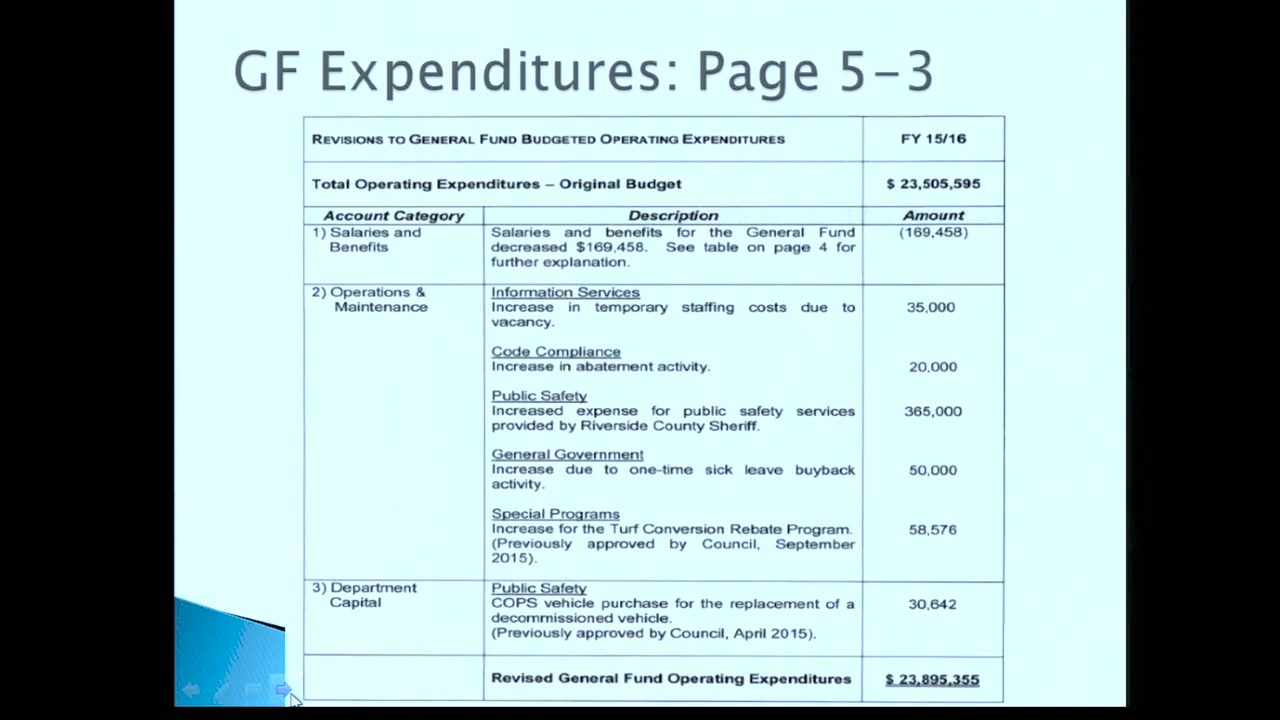 GF Expenditures: Page 5-3
REVISIONS TO GENERAL FUND BUDGETED OPERATING EXPENDITURES FY 15/16
Total Operating Expenditures – Original Budget $ 23,505,595
Account Category Description Amount
1) Salaries and Benefits
Salaries and benefits for the General Fund (169,458)
decreased $169,458. See table on page 4 for
further explanation.
2) Operations & Maintenance
Information Services
Increase in temporary staffing costs due to 35,000
vacancy.
Code Compliance
Increase in abatement activity. 20,000
Public Safety
Increased expense for public safety services 365,000
provided by Riverside County Sheriff.
General Government
Increase due to one-time sick leave buyback 50,000
activity.
Special Programs
Increase for the Turf Conversion Rebate Program. 58,576
(Previously approved by Council, September
2015).
3) Department Capital
Public Safety
COPS vehicle purchase for the replacement of a 30,642
decommissioned vehicle.
(Previously approved by Council, April 2015).
Revised General Fund Operating Expenditures $ 23,895,355